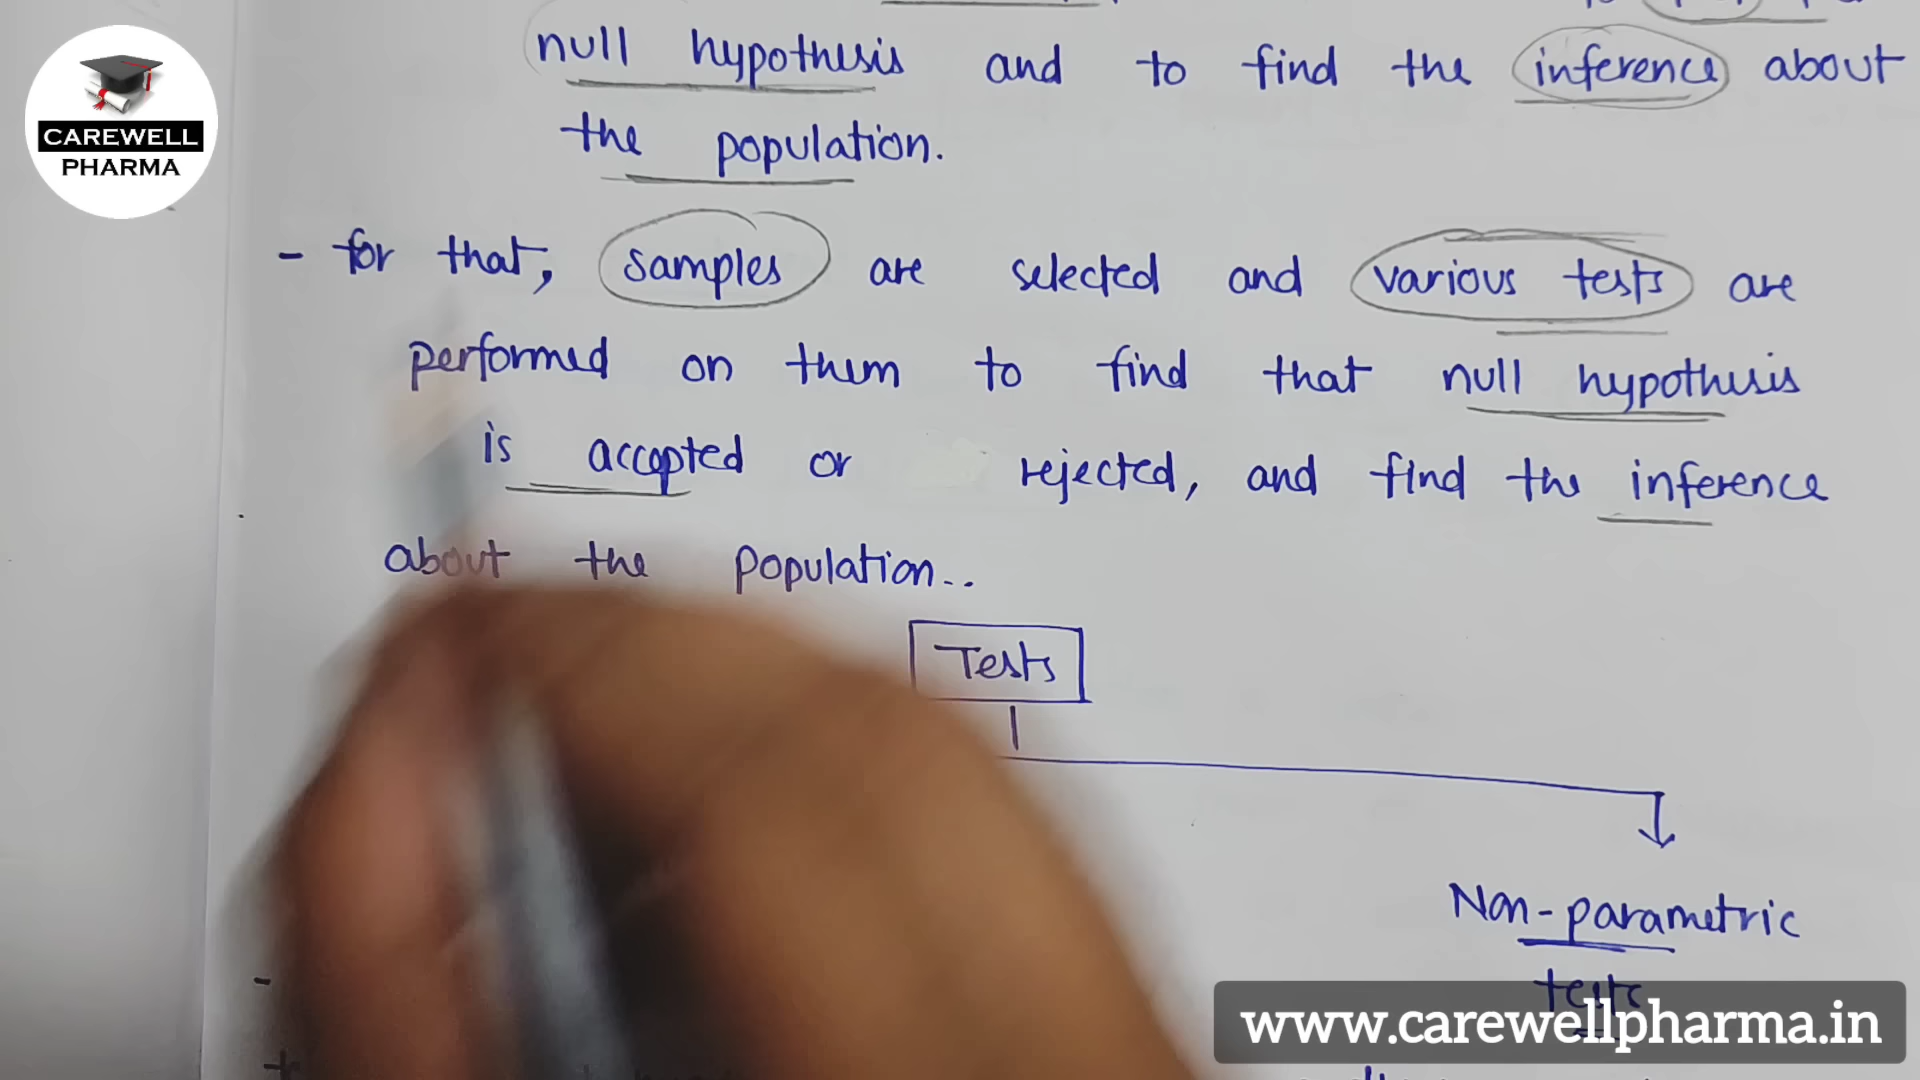 null hypothesis and to find the inference about
the population.
- for that, samples are selected and various tests are
performed on them to find that null hypothesis
is accepted or rejected, and find the inference
about the population..
Tests
Non-parametric
tests
CAREWELL
PHARMA
www.carewellpharma.in